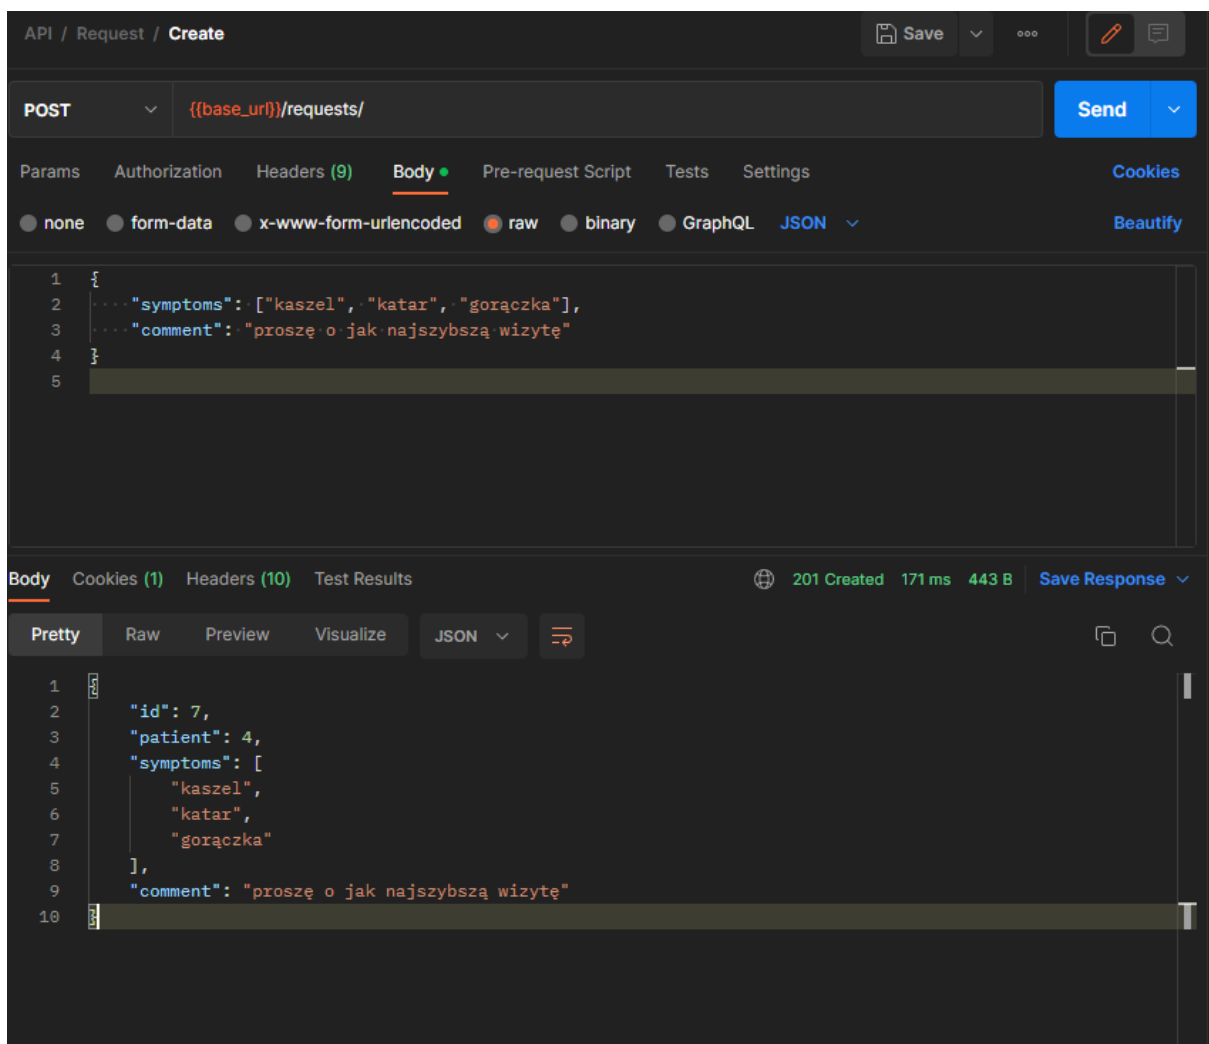 API / Request / Create Save ooo
POST {{base_url}}/requests/ Send
Params Authorization Headers (9) Body Pre-request Script Tests Settings Cookies
none form-data x-www-form-urlencoded raw binary GraphQL JSON Beautify
1 {
2 "symptoms": ["kaszel", "katar", "gorączka"],
3 "comment": "proszę o jak najszybszą wizytę"
4 }
5
Body Cookies (1) Headers (10) Test Results 201 Created 171 ms 443 B Save Response
Pretty Raw Preview Visualize JSON
1 {
2 "id": 7,
3 "patient": 4,
4 "symptoms": [
5 "kaszel",
6 "katar",
7 "gorączka"
8 ],
9 "comment": "proszę o jak najszybszą wizytę"
10 }